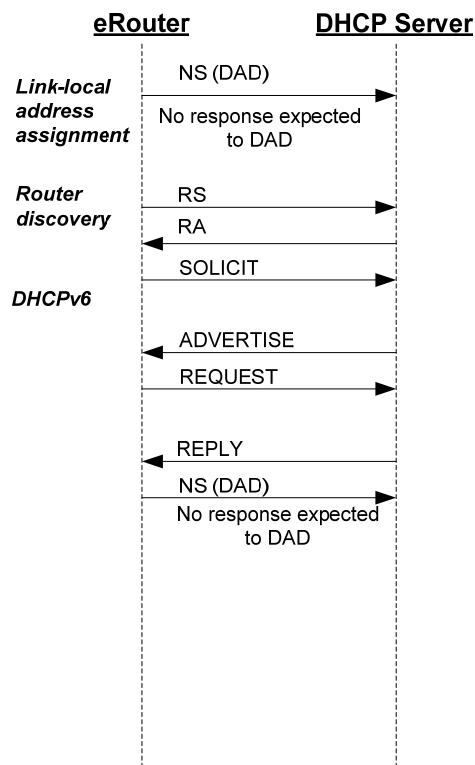 eRouter DHCP Server
NS (DAD)
Link-local
address
assignment
No response expected
to DAD
Router
discovery
RS
RA
SOLICIT
DHCPv6
ADVERTISE
REQUEST
REPLY
NS (DAD)
No response expected
to DAD